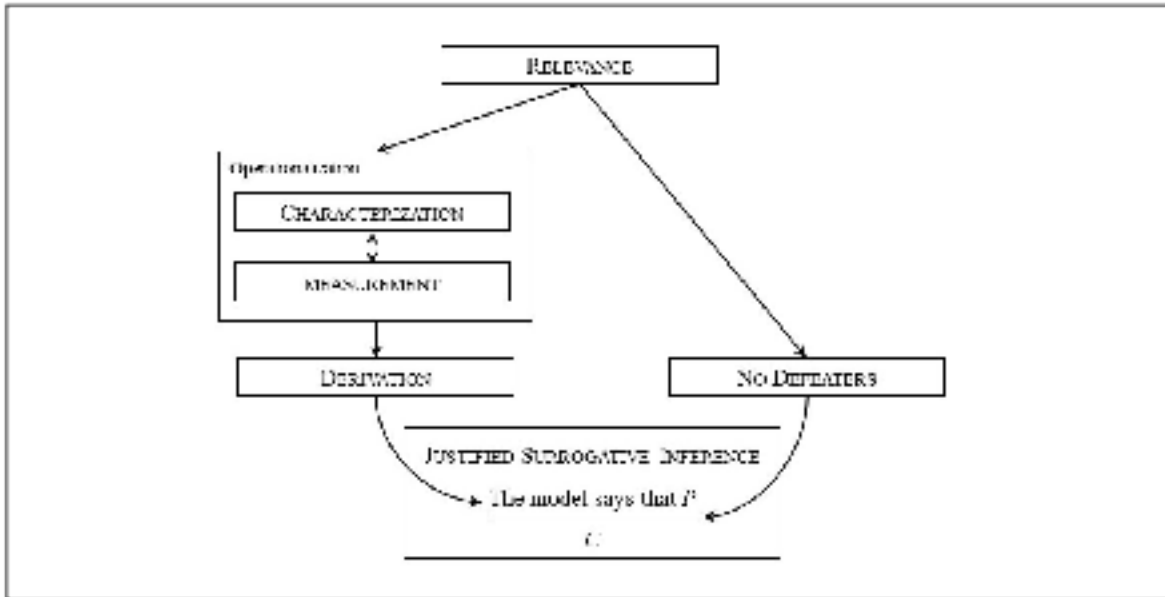 RELEVANCE
Operationalization
CHARACTERIZATION
MEASUREMENT
DERIVATION
NO DEFEATERS
JUSTIFIED SURROGATIVE INFERENCE
The model says that P
C